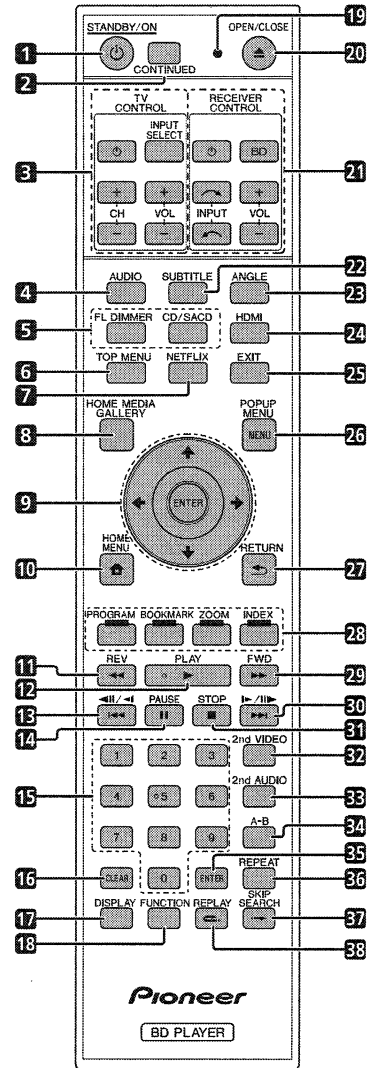 STANDBY/ON
OPEN/CLOSE
19
1
20
CONTINUED
2
TV CONTROL
RECEIVER CONTROL
INPUT SELECT
BD
3
21
+ + +
CH VOL INPUT VOL
− − −
22
AUDIO SUBTITLE ANGLE
4
23
FL DIMMER CD/SACD HDMI
5
24
TOP MENU NETFLIX EXIT
6
25
7
HOME MEDIA GALLERY
POPUP MENU
8
MENU
26
9
ENTER
HOME MENU
RETURN
10
27
PROGRAM BOOKMARK ZOOM INDEX
28
11
REV PLAY FWD
29
12
PAUSE STOP
30
13
14
31
1 2 3
2nd VIDEO
32
15
4 5 6
2nd AUDIO
33
7 8 9
A-B
34
35
16
CLEAR
0
ENTER
REPEAT
36
17
DISPLAY FUNCTION REPLAY
SKIP SEARCH
37
18
38
Pioneer
BD PLAYER